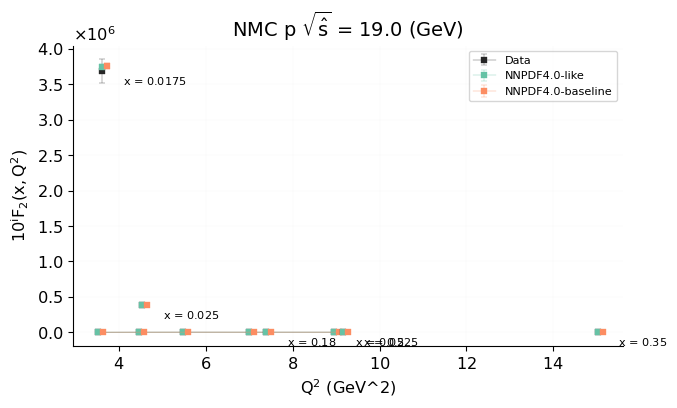 NMC p √ŝ = 19.0 (GeV)
×10⁶
4.0
3.5
3.0
2.5
2.0
1.5
1.0
0.5
0.0
10ⁱF₂(x, Q²)
Data
NNPDF4.0-like
NNPDF4.0-baseline
x = 0.0175
x = 0.025
x = 0.18
x = 0.35
4
6
8
10
12
14
Q² (GeV^2)